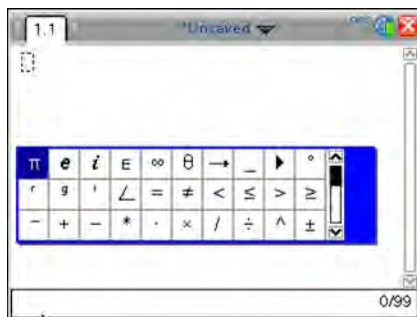 1.1 *Unsaved
π e i E ∞ θ → _ ▶ °
r g ' ∠ = ≠ < ≤ > ≥
− + − * · × / ÷ ^ ±
0/99